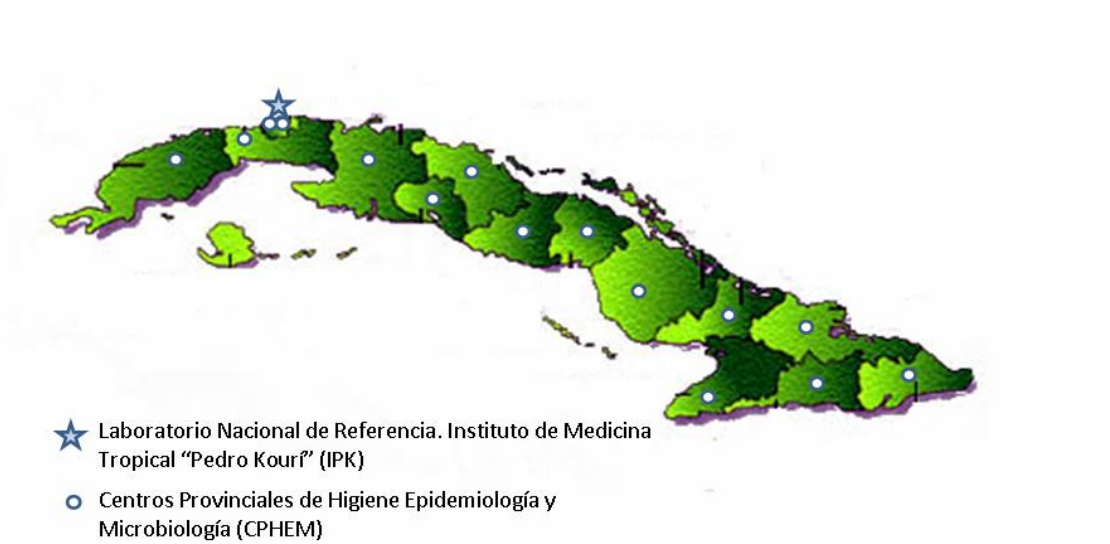 Laboratorio Nacional de Referencia. Instituto de Medicina
Tropical “Pedro Kourí” (IPK)
Centros Provinciales de Higiene Epidemiología y
Microbiología (CPHEM)